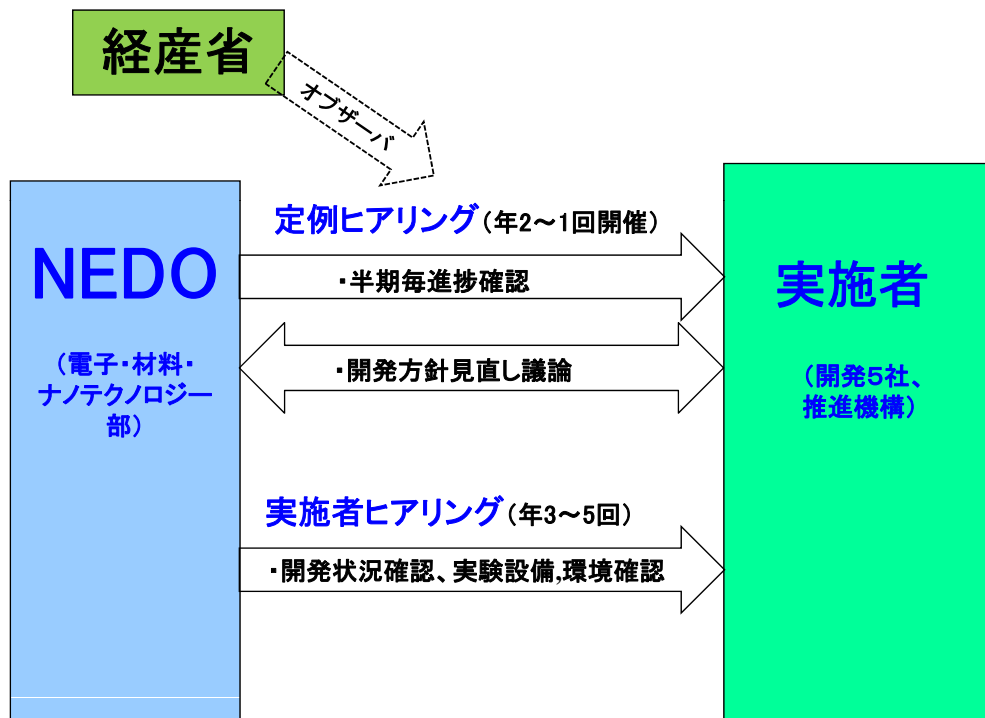 経産省
オブザーバ
定例ヒアリング(年2～1回開催)
NEDO
(電子・材料・
ナノテクノロジー
部)
・半期毎進捗確認
・開発方針見直し議論
実施者
(開発5社、
推進機構)
実施者ヒアリング(年3～5回)
・開発状況確認、実験設備,環境確認